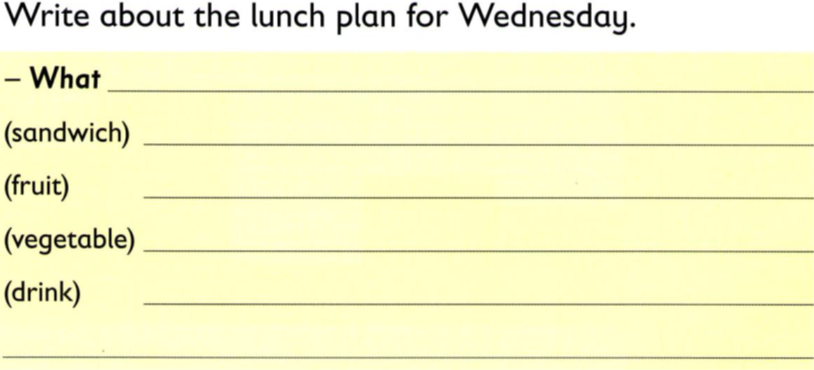 Write about the lunch plan for Wednesday.
– What
(sandwich)
(fruit)
(vegetable)
(drink)